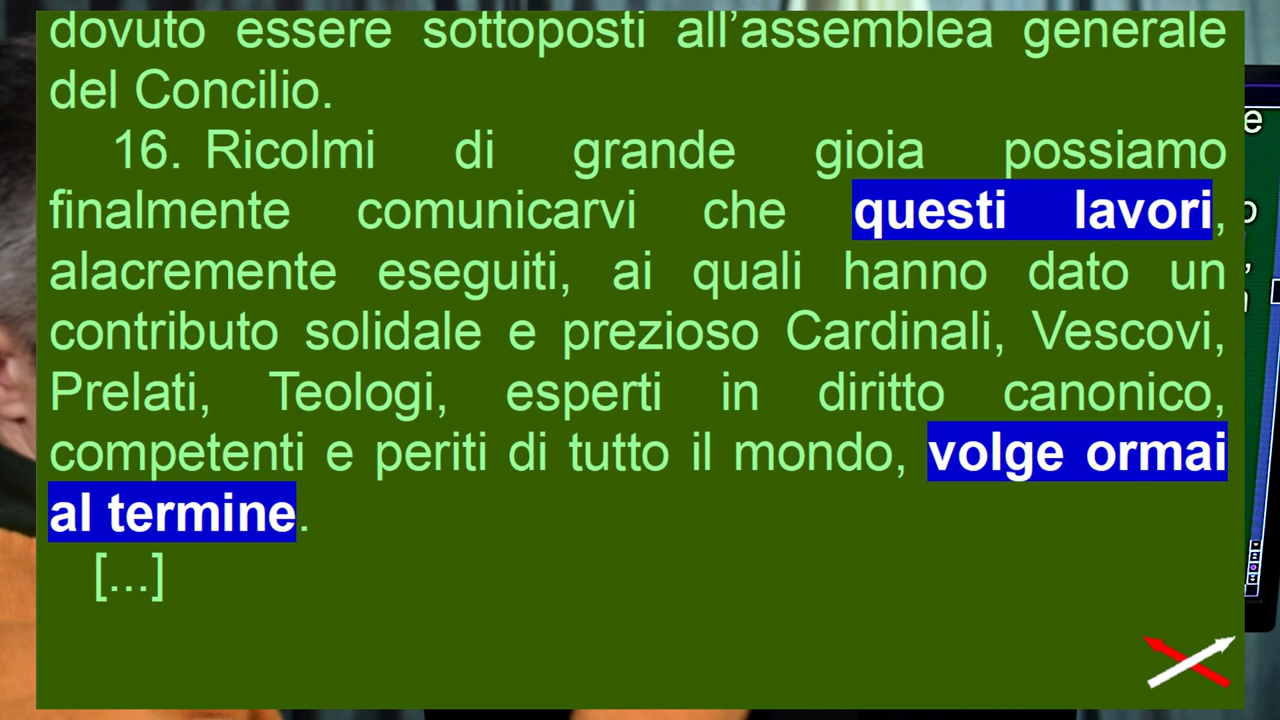 dovuto essere sottoposti all’assemblea generale
del Concilio.
16. Ricolmi di grande gioia possiamo
finalmente comunicarvi che questi lavori,
alacremente eseguiti, ai quali hanno dato un
contributo solidale e prezioso Cardinali, Vescovi,
Prelati, Teologi, esperti in diritto canonico,
competenti e periti di tutto il mondo, volge ormai
al termine.
[...]